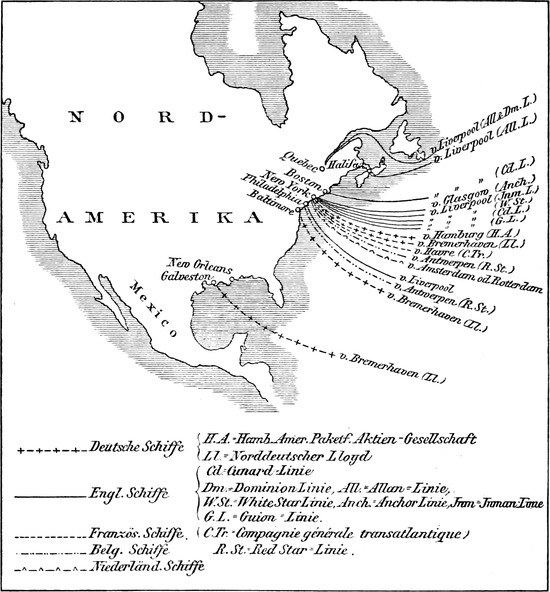 NORD-
AMERIKA
Mexico
Quebec
Halifax
Boston
New York
Philadelphia
Baltimore
New Orleans
Galveston
v. Liverpool (All. & Dm. L.)
v. Liverpool (All. L.)
" " " (Cd. L.)
v. Glasgow (Anch.)
v. Liverpool (Inm. L.)
" " (W. St.)
" " (Cd. L.)
" " (G. L.)
v. Hamburg (H. A.)
v. Bremerhaven (Ll.)
v. Havre (C. Tr.)
v. Antwerpen (R. St.)
v. Amsterdam od. Rotterdam
v. Liverpool
v. Antwerpen (R. St.)
v. Bremerhaven (Ll.)
v. Bremerhaven (Ll.)
Deutsche Schiffe { H.A. = Hamb. Amer. Paketf. Aktien-Gesellschaft
Ll. = Norddeutscher Lloyd
Cd. = Cunard-Linie
Engl. Schiffe { Dm. = Dominion Linie, All. = Allan = Linie,
W. St. = White Star Linie, Anch. = Anchor Linie, Inm = Inman Linie
G. L. = Guion = Linie.
Französ. Schiffe. (C. Tr. = Compagnie générale transatlantique)
Belg. Schiffe R. St. = Red Star = Linie.
Niederländ. Schiffe